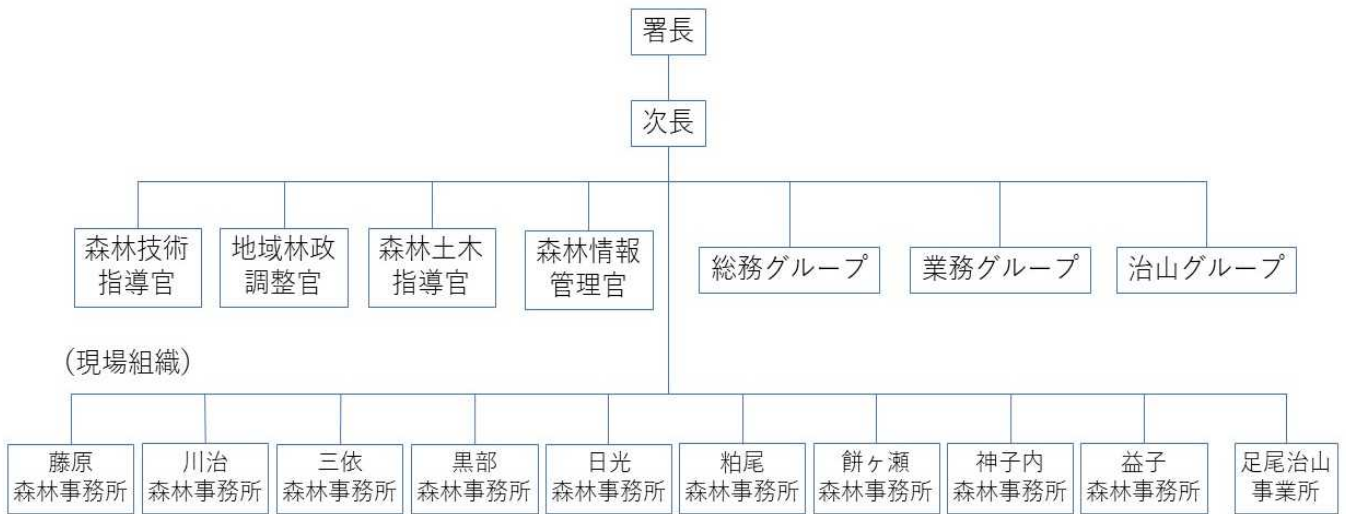 署長
次長
森林技術
指導官
地域林政
調整官
森林土木
指導官
森林情報
管理官
総務グループ
業務グループ
治山グループ
（現場組織）
藤原
森林事務所
川治
森林事務所
三依
森林事務所
黒部
森林事務所
日光
森林事務所
粕尾
森林事務所
餅ヶ瀬
森林事務所
神子内
森林事務所
益子
森林事務所
足尾治山
事業所